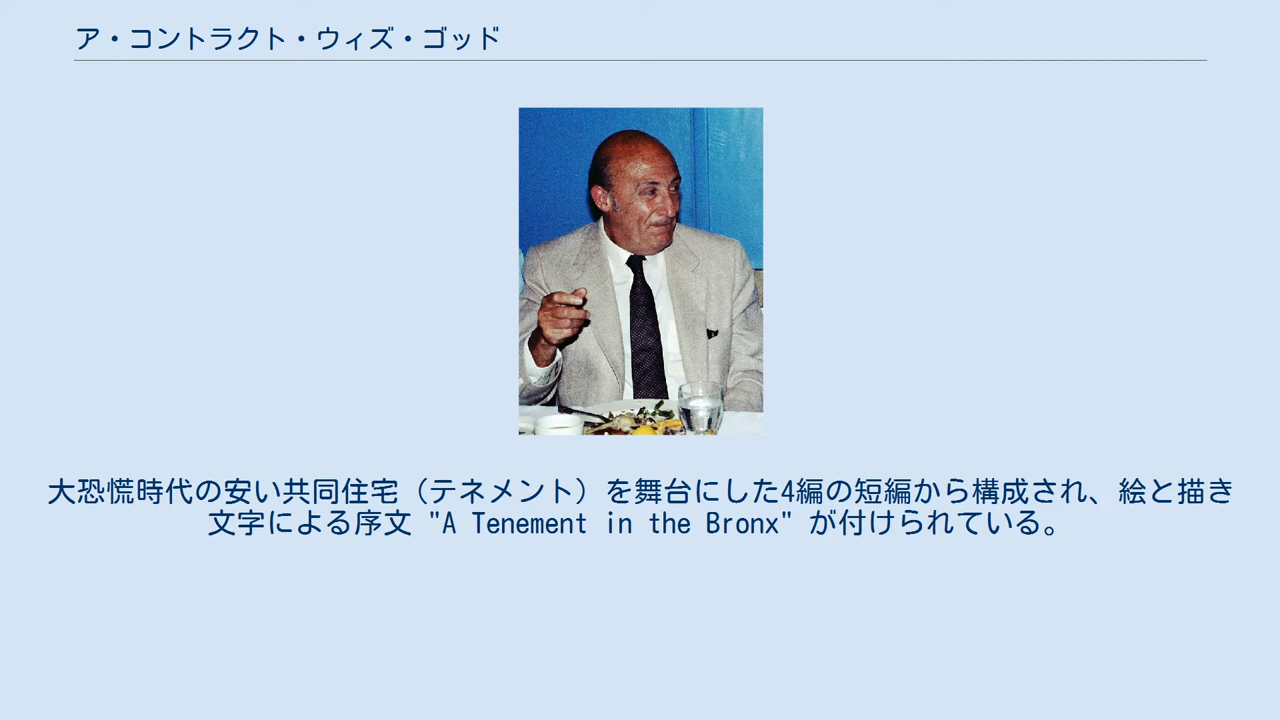 ア・コントラクト・ウィズ・ゴッド
大恐慌時代の安い共同住宅（テネメント）を舞台にした4編の短編から構成され、絵と描き
文字による序文 "A Tenement in the Bronx" が付けられている。